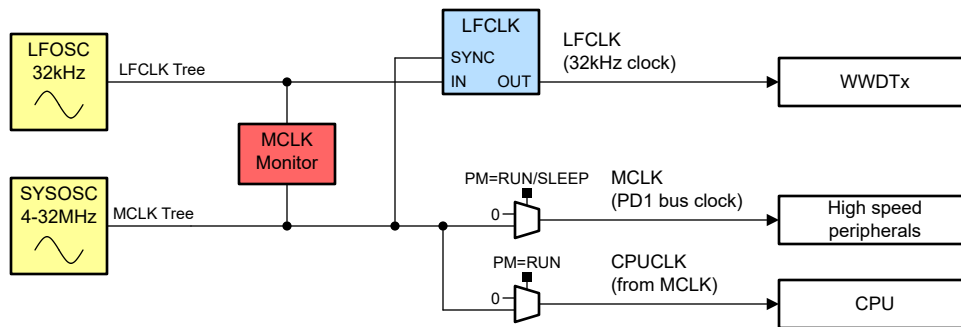 LFOSC
32kHz
LFCLK Tree
LFCLK
SYNC
IN OUT
LFCLK
(32kHz clock)
WWDTx
MCLK
Monitor
SYSOSC
4-32MHz
MCLK Tree
PM=RUN/SLEEP
0
MCLK
(PD1 bus clock)
High speed
peripherals
PM=RUN
0
CPUCLK
(from MCLK)
CPU